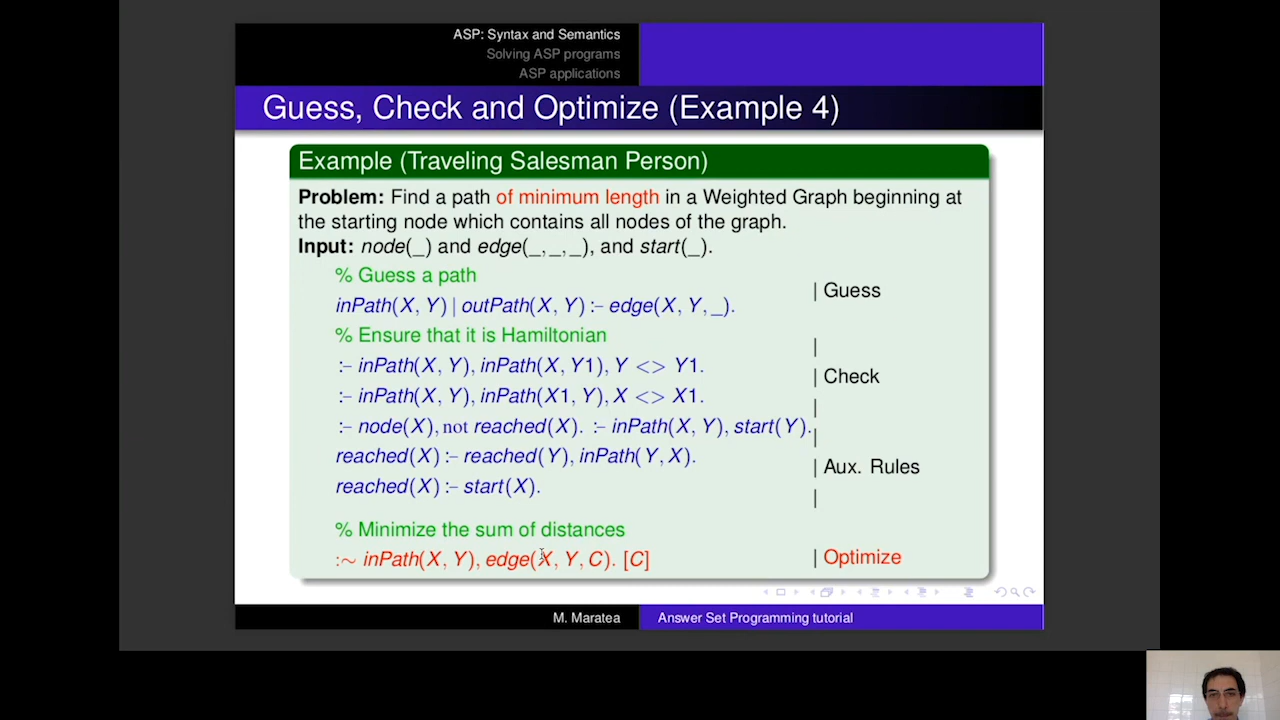 ASP: Syntax and Semantics
Solving ASP programs
ASP applications
Guess, Check and Optimize (Example 4)
Example (Traveling Salesman Person)
Problem: Find a path of minimum length in a Weighted Graph beginning at
the starting node which contains all nodes of the graph.
Input: node(_) and edge(_,_,_), and start(_).
% Guess a path
inPath(X, Y) | outPath(X, Y) :– edge(X, Y, _).
| Guess
% Ensure that it is Hamiltonian
:– inPath(X, Y), inPath(X, Y1), Y <> Y1.
|
:– inPath(X, Y), inPath(X1, Y), X <> X1.
| Check
:– node(X), not reached(X). :– inPath(X, Y), start(Y).
|
|
reached(X) :– reached(Y), inPath(Y, X).
| Aux. Rules
reached(X) :– start(X).
|
% Minimize the sum of distances
:∼ inPath(X, Y), edge(X, Y, C). [C]
| Optimize
M. Maratea
Answer Set Programming tutorial